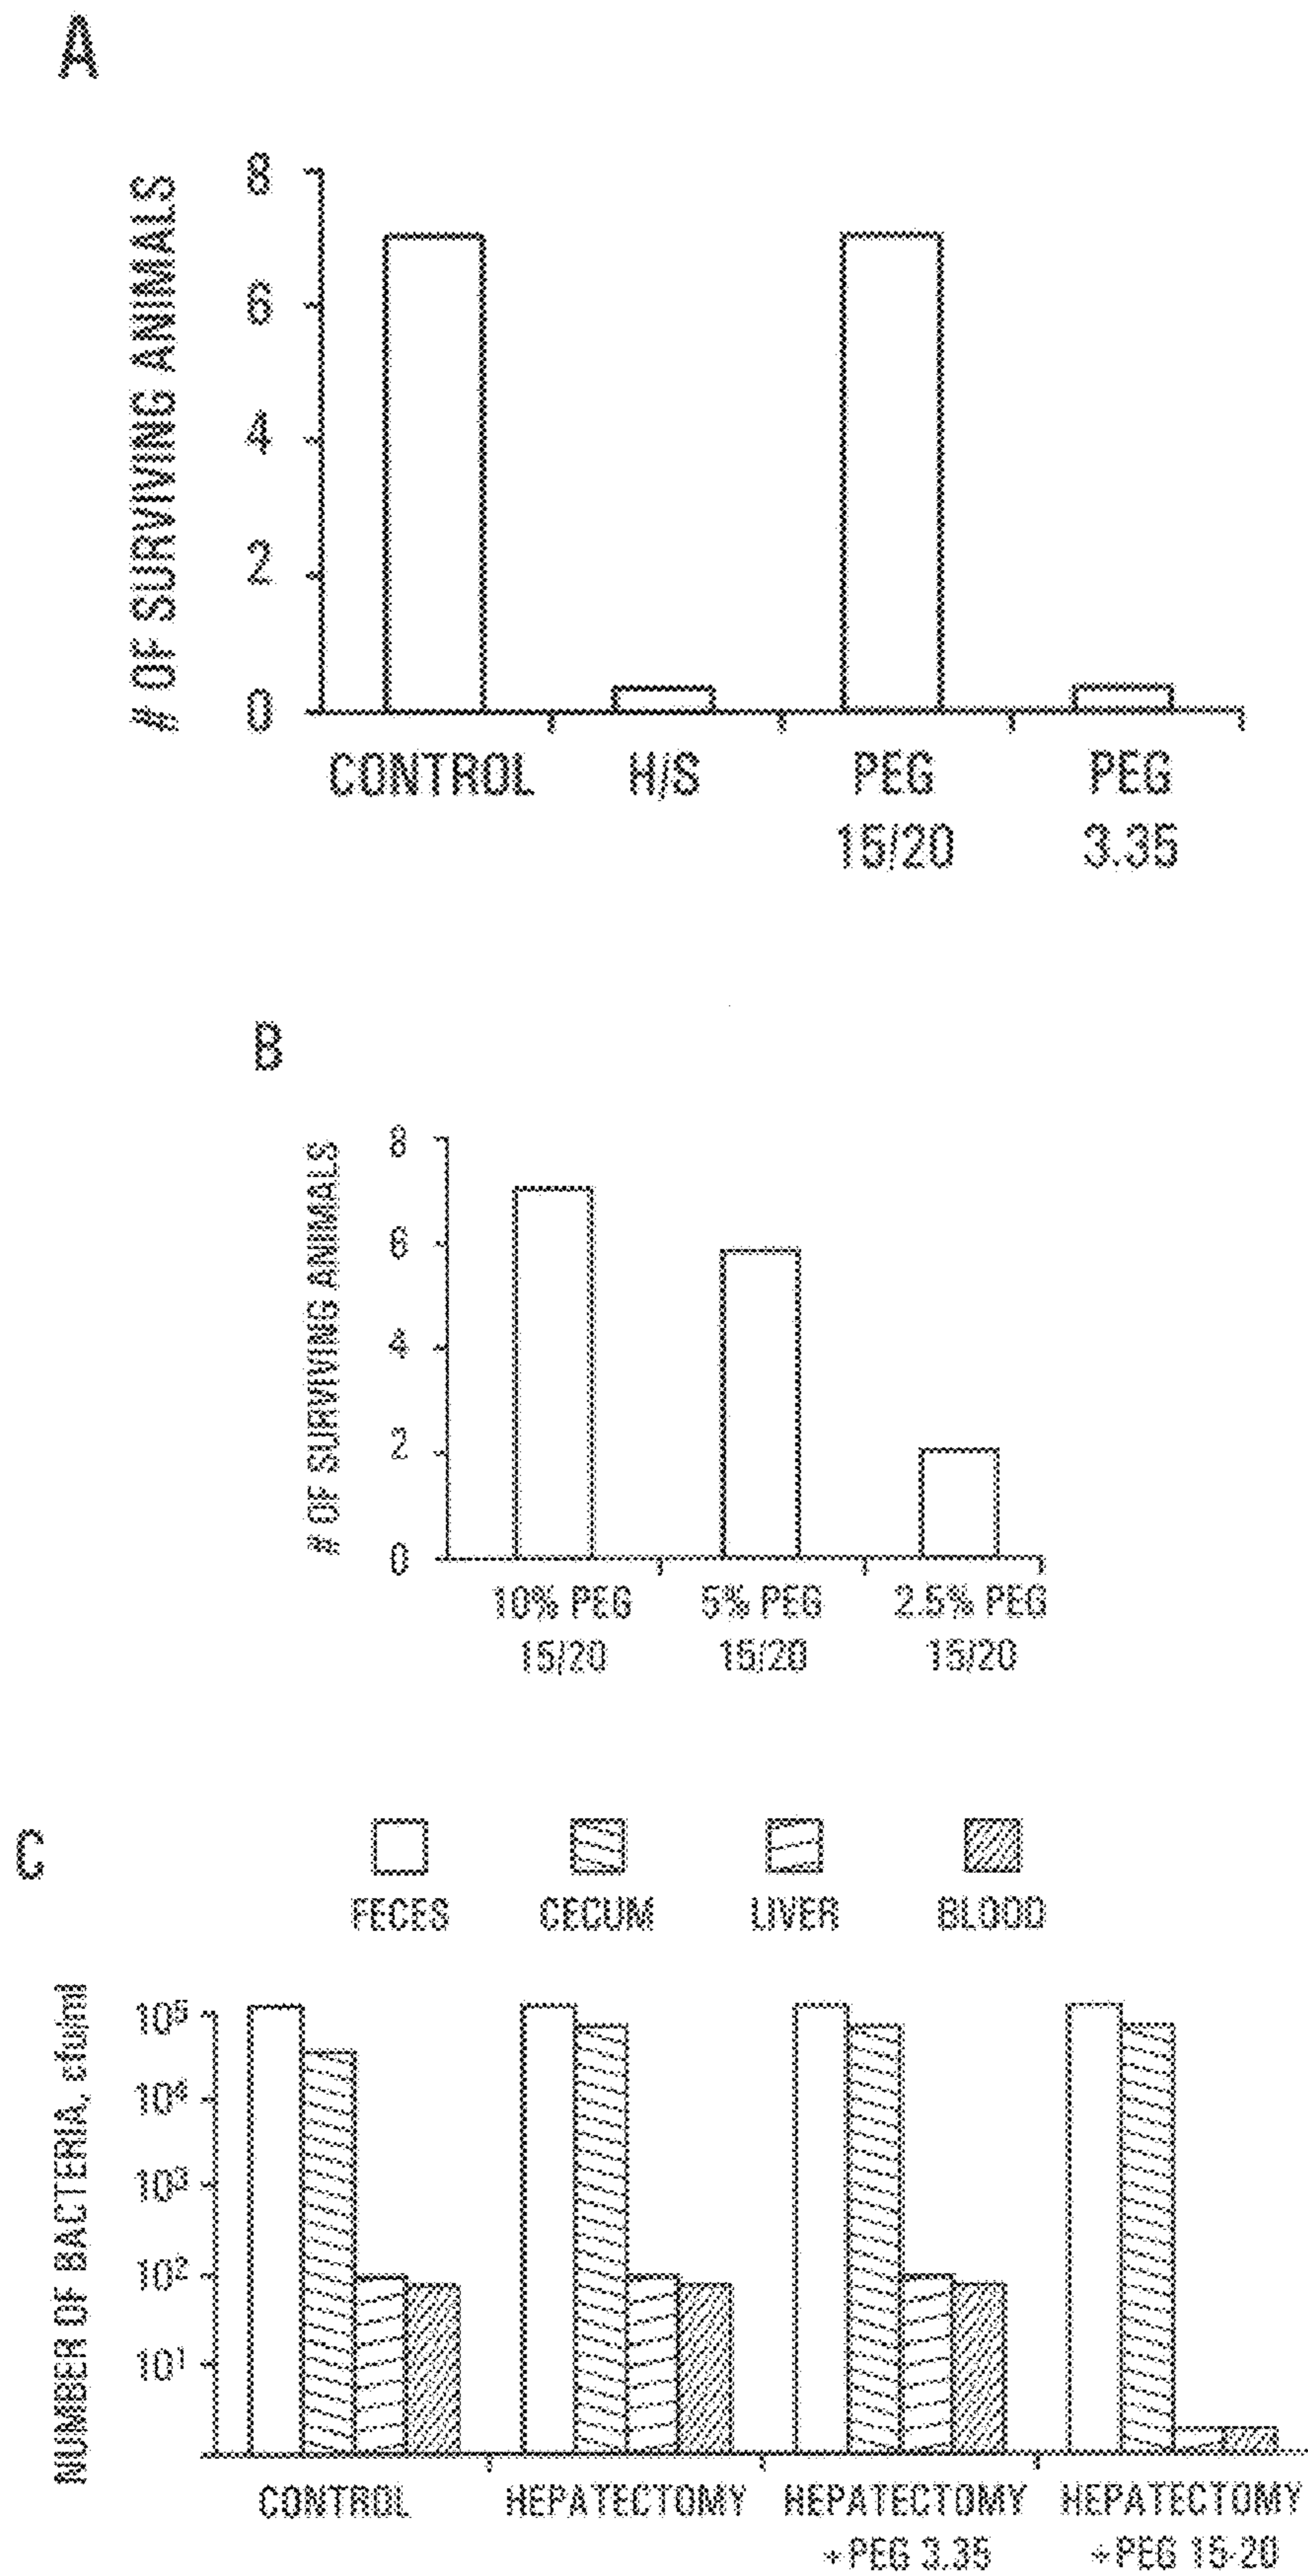 A
# OF SURVIVING ANIMALS
8
6
4
2
0
CONTROL H/S PEG PEG
15/20 3.35
B
# OF SURVIVING ANIMALS
8
6
4
2
0
10% PEG 5% PEG 2.5% PEG
15/20 15/20 15/20
C
FECES CECUM LIVER BLOOD
NUMBER OF BACTERIA, cfu/ml
10⁵
10⁴
10³
10²
10¹
CONTROL HEPATECTOMY HEPATECTOMY HEPATECTOMY
+PEG 3.35 +PEG 15-20